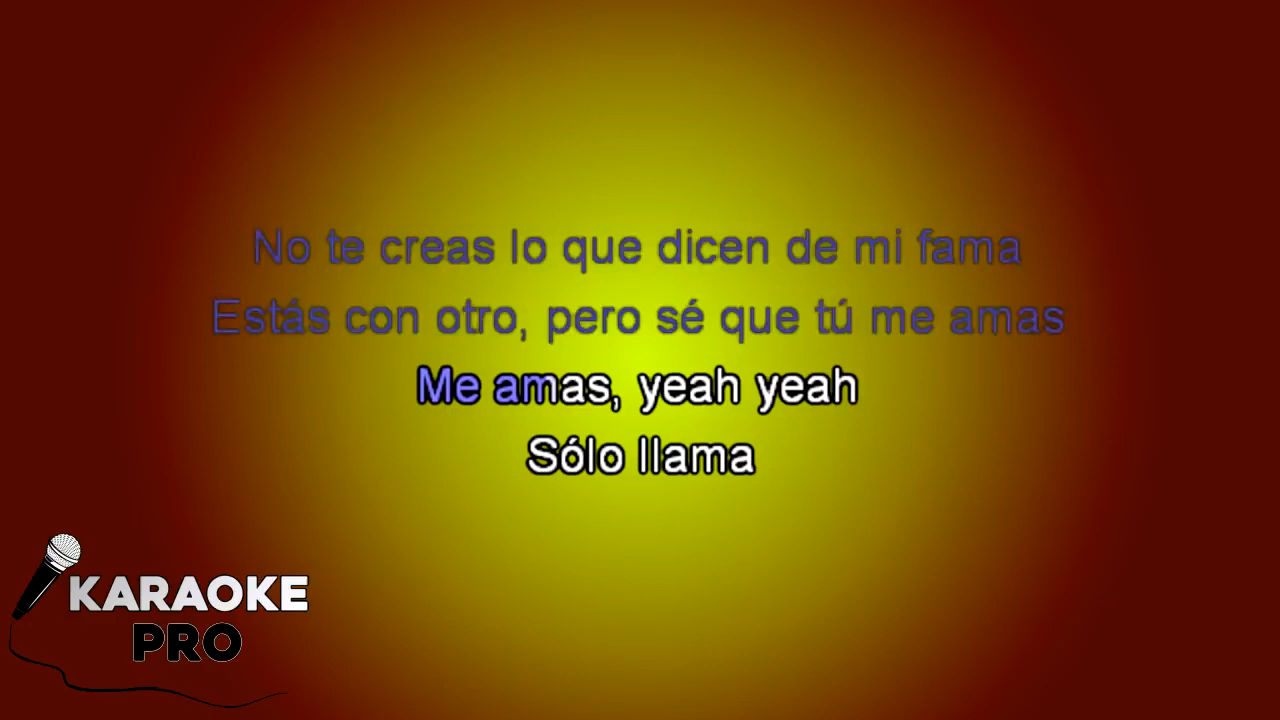 No te creas lo que dicen de mi fama
Estás con otro, pero sé que tú me amas
Me amas, yeah yeah
Sólo llama
KARAOKE
PRO